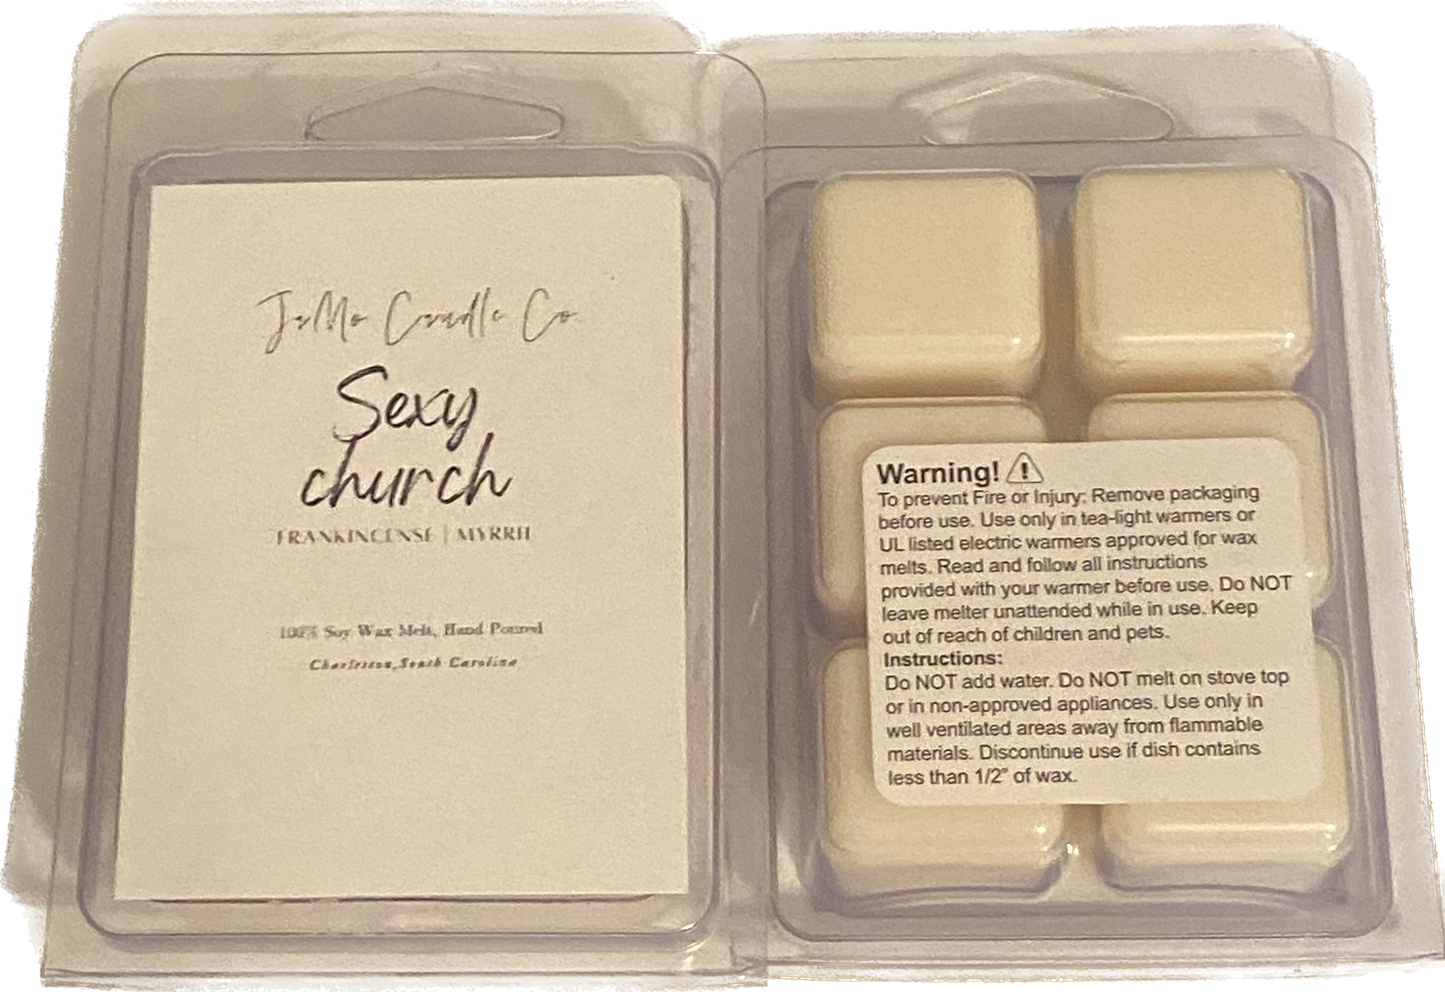 JaMo Candle Co.
Sexy
church
FRANKINCENSE | MYRRH
100% Soy Wax Melt, Hand Poured
Charleston, South Carolina
Warning!
To prevent Fire or Injury: Remove packaging
before use. Use only in tea-light warmers or
UL listed electric warmers approved for wax
melts. Read and follow all instructions
provided with your warmer before use. Do NOT
leave melter unattended while in use. Keep
out of reach of children and pets.
Instructions:
Do NOT add water. Do NOT melt on stove top
or in non-approved appliances. Use only in
well ventilated areas away from flammable
materials. Discontinue use if dish contains
less than 1/2" of wax.